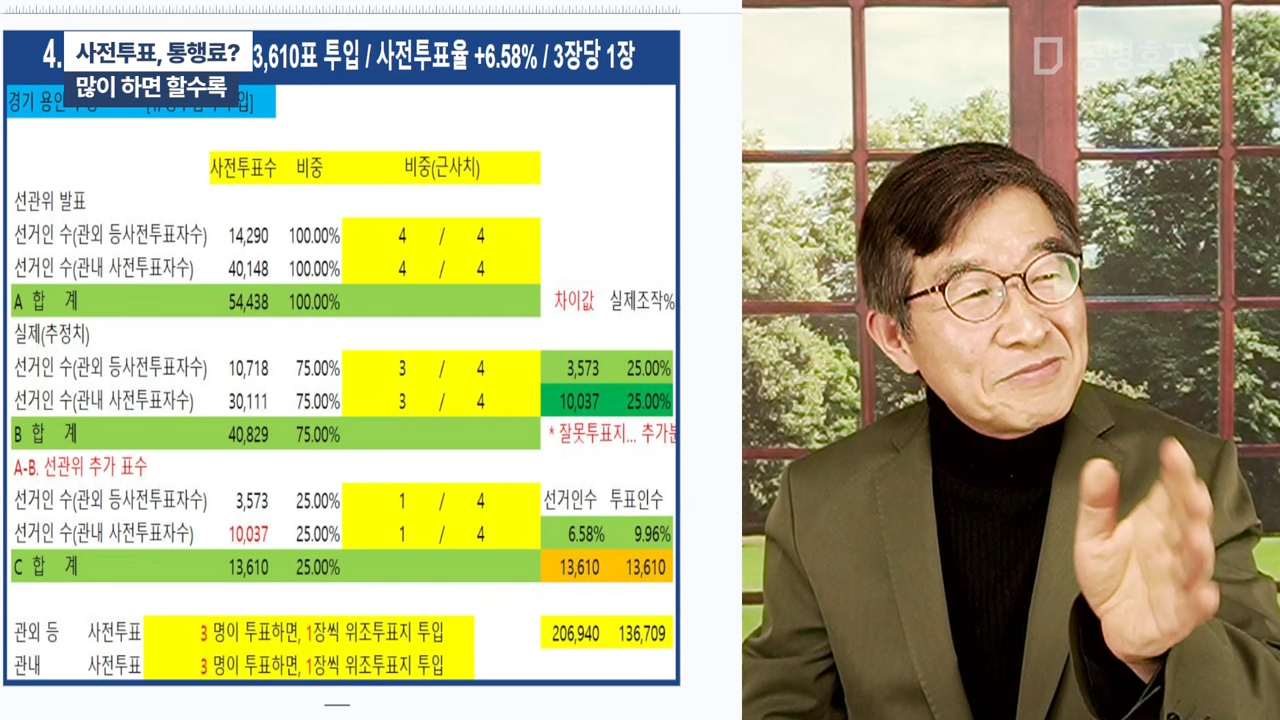 사전투표, 통행료?
많이 하면 할수록
4. 3,610표 투입 / 사전투표율 +6.58% / 3장당 1장
경기 용인
사전투표수 비중 비중(근사치)
선관위 발표
선거인 수(관외 등사전투표자수) 14,290 100.00% 4 / 4
선거인 수(관내 사전투표자수) 40,148 100.00% 4 / 4
A 합 계 54,438 100.00% 차이값 실제조작%
실제(추정치)
선거인 수(관외 등사전투표자수) 10,718 75.00% 3 / 4 3,573 25.00%
선거인 수(관내 사전투표자수) 30,111 75.00% 3 / 4 10,037 25.00%
B 합 계 40,829 75.00% * 잘못투표지... 추가분
A-B. 선관위 추가 표수
선거인 수(관외 등사전투표자수) 3,573 25.00% 1 / 4 선거인수 투표인수
선거인 수(관내 사전투표자수) 10,037 25.00% 1 / 4 6.58% 9.96%
C 합 계 13,610 25.00% 13,610 13,610
관외 등 사전투표 3 명이 투표하면, 1장씩 위조투표지 투입 206,940 136,709
관내 사전투표 3 명이 투표하면, 1장씩 위조투표지 투입
공병호TV